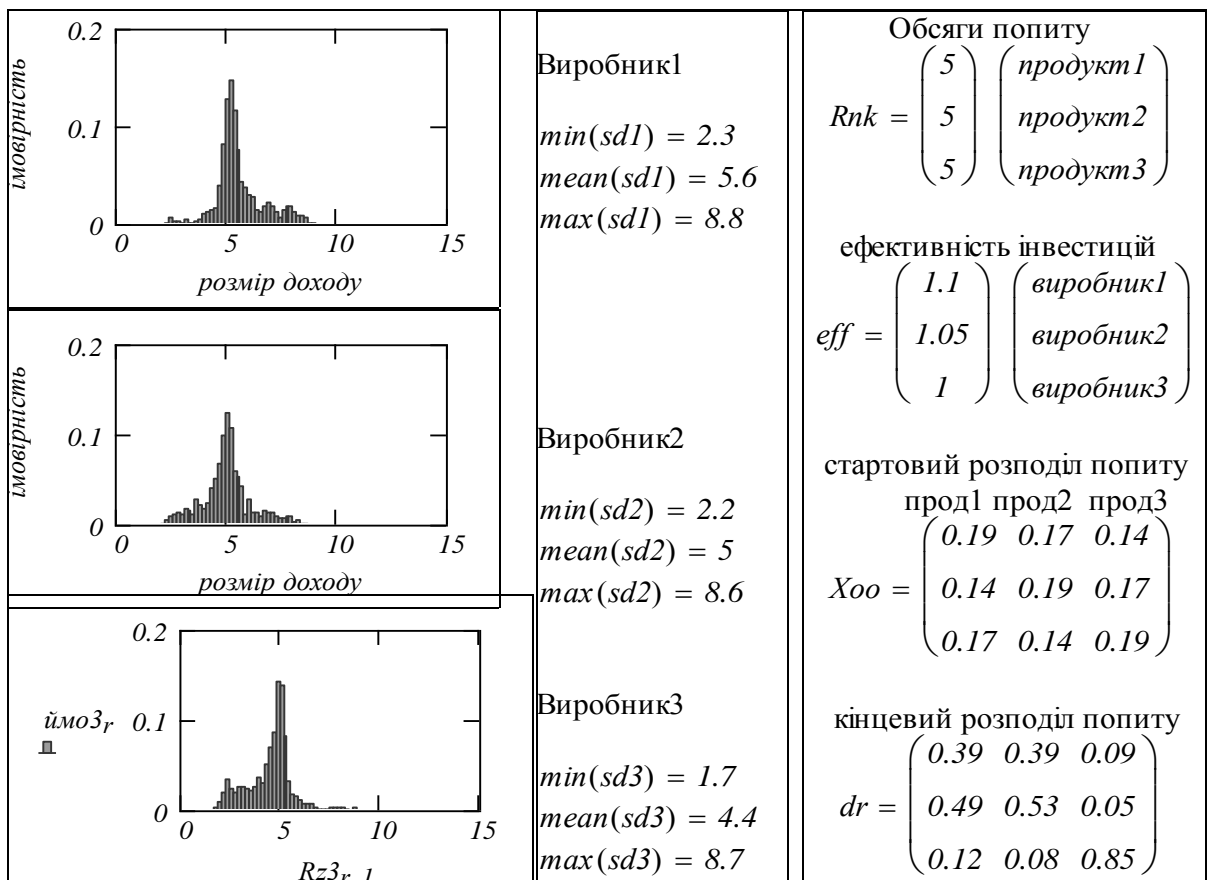 0.2
0.1
0
імовірність
0 5 10 15
розмір доходу
0.2
0.1
0
імовірність
0 5 10 15
розмір доходу
0.2
ймо3r 0.1
0
0 5 10 15
Rz3r 1
Виробник1
min(sd1) = 2.3
mean(sd1) = 5.6
max(sd1) = 8.8
Виробник2
min(sd2) = 2.2
mean(sd2) = 5
max(sd2) = 8.6
Виробник3
min(sd3) = 1.7
mean(sd3) = 4.4
max(sd3) = 8.7
Обсяги попиту
5 продукт1
Rnk = 5 продукт2
5 продукт3
ефективність інвестицій
1.1 виробник1
eff = 1.05 виробник2
1 виробник3
стартовий розподіл попиту
прод1 прод2 прод3
0.19 0.17 0.14
Xoo = 0.14 0.19 0.17
0.17 0.14 0.19
кінцевий розподіл попиту
0.39 0.39 0.09
dr = 0.49 0.53 0.05
0.12 0.08 0.85